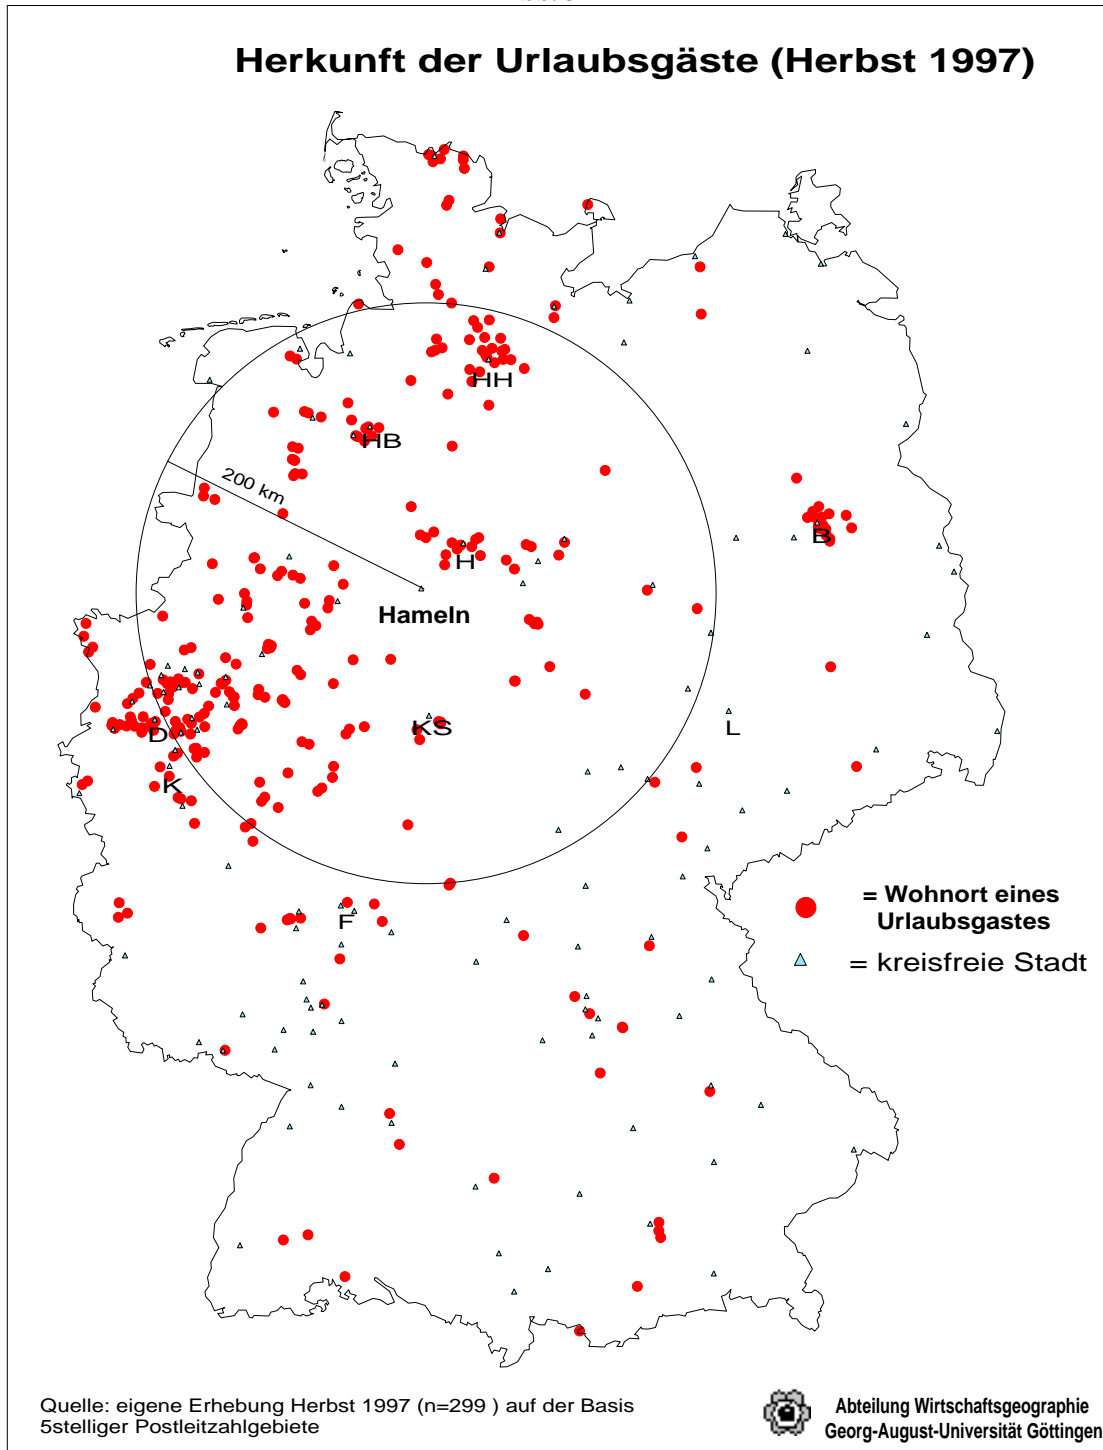 Herkunft der Urlaubsgäste (Herbst 1997)
HH
HB
200 km
B
H
Hameln
KS
L
D
K
= Wohnort eines
Urlaubsgastes
F
= kreisfreie Stadt
Quelle: eigene Erhebung Herbst 1997 (n=299 ) auf der Basis
5stelliger Postleitzahlgebiete
Abteilung Wirtschaftsgeographie
Georg-August-Universität Göttingen